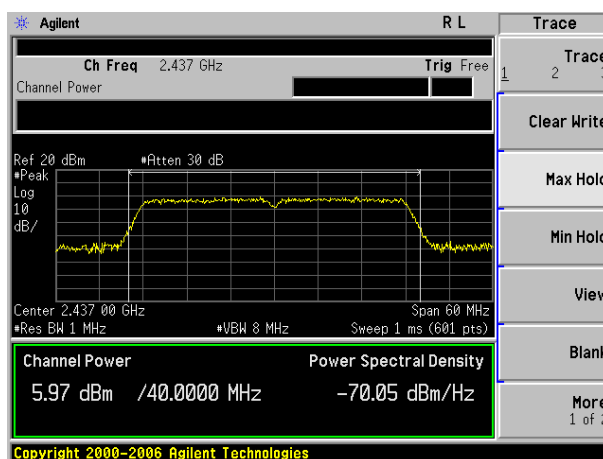 Agilent
R L
Trace
Ch Freq 2.437 GHz
Trig Free
Channel Power
Trace
1 2
Clear Write
Max Hold
Min Hold
View
Blank
More
1 of 2
Ref 20 dBm
#Atten 30 dB
#Peak
Log
10
dB/
Center 2.437 00 GHz
Span 60 MHz
#Res BW 1 MHz
#VBW 8 MHz
Sweep 1 ms (601 pts)
Channel Power
Power Spectral Density
5.97 dBm /40.0000 MHz
-70.05 dBm/Hz
Copyright 2000-2006 Agilent Technologies